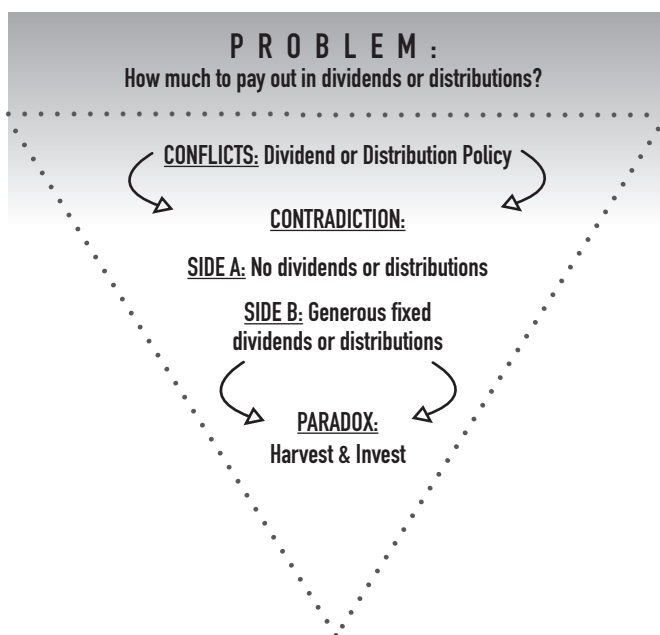 PROBLEM:
How much to pay out in dividends or distributions?
CONFLICTS: Dividend or Distribution Policy
CONTRADICTION:
SIDE A: No dividends or distributions
SIDE B: Generous fixed
dividends or distributions
PARADOX:
Harvest & Invest